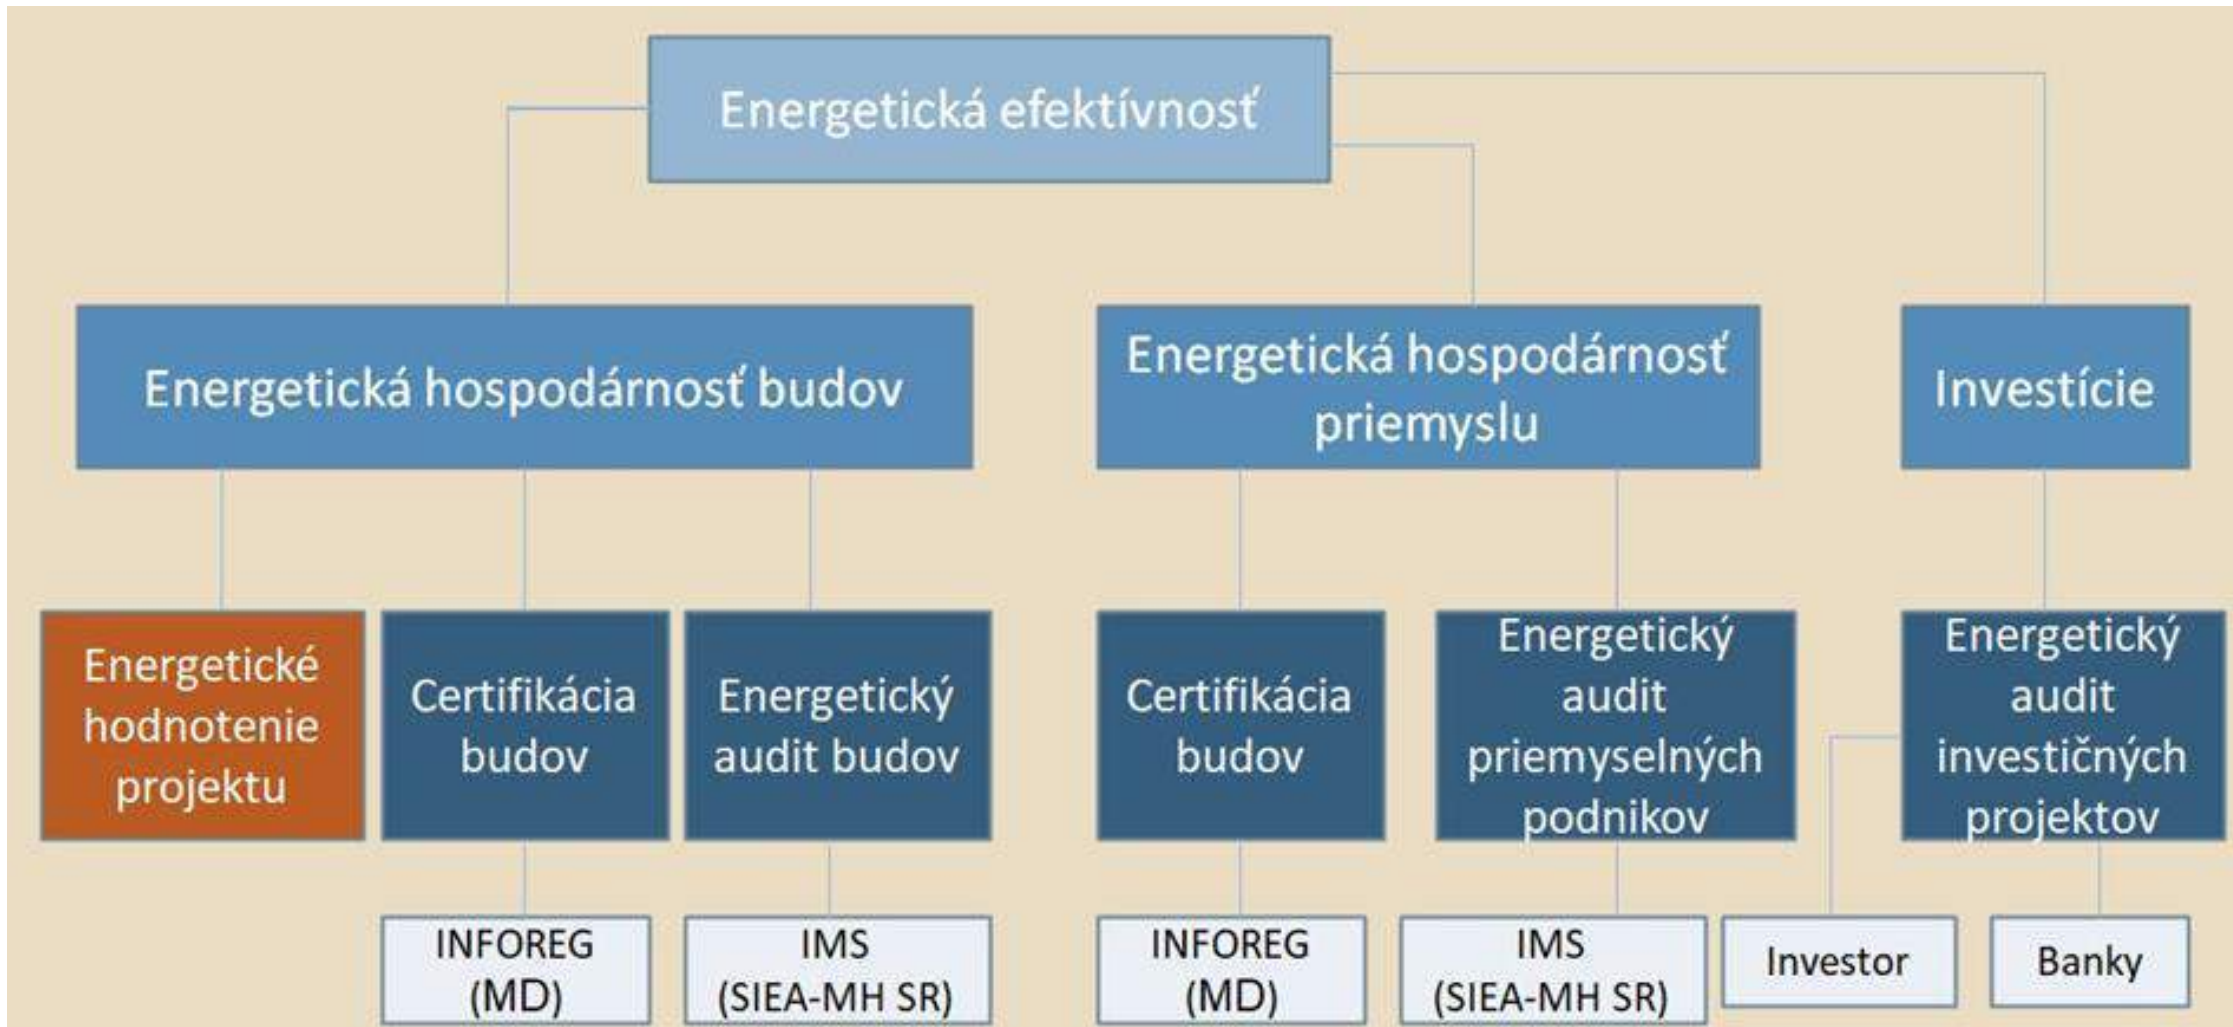 Energetická efektívnosť
Energetická hospodárnosť budov
Energetická hospodárnosť
priemyslu
Investície
Energetické
hodnotenie
projektu
Certifikácia
budov
Energetický
audit budov
Certifikácia
budov
Energetický
audit
priemyselných
podnikov
Energetický
audit
investičných
projektov
INFOREG
(MD)
IMS
(SIEA-MH SR)
INFOREG
(MD)
IMS
(SIEA-MH SR)
Investor
Banky